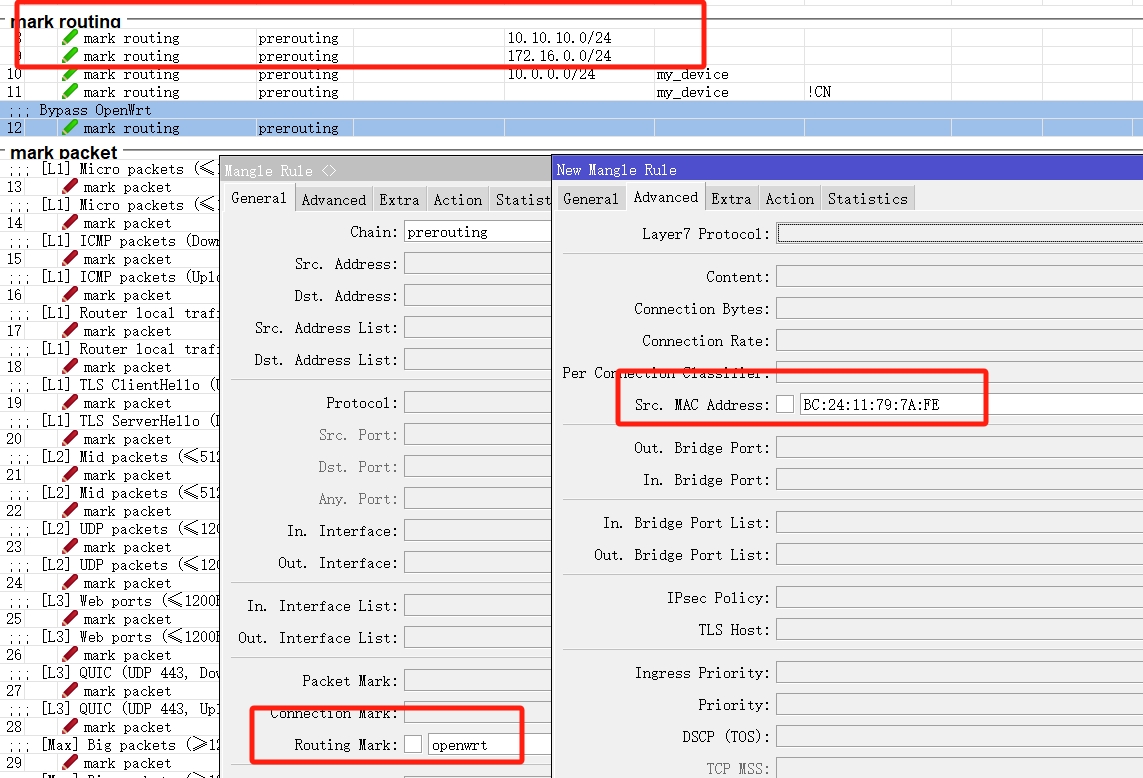 mark routing
8 mark routing prerouting 10.10.10.0/24
9 mark routing prerouting 172.16.0.0/24
10 mark routing prerouting 10.0.0.0/24 my_device
11 mark routing prerouting my_device !CN
;;; Bypass OpenWrt
12 mark routing prerouting
mark packet
;;; [L1] Micro packets (≤1
13 mark packet
;;; [L1] Micro packets (≤1
14 mark packet
;;; [L1] ICMP packets (Down
15 mark packet
;;; [L1] ICMP packets (Uplo
16 mark packet
;;; [L1] Router local traf
17 mark packet
;;; [L1] Router local traf
18 mark packet
;;; [L1] TLS ClientHello (U
19 mark packet
;;; [L1] TLS ServerHello (D
20 mark packet
;;; [L2] Mid packets (≤512
21 mark packet
;;; [L2] Mid packets (≤512
22 mark packet
;;; [L2] UDP packets (≤120
23 mark packet
;;; [L2] UDP packets (≤120
24 mark packet
;;; [L3] Web ports (≤1200B
25 mark packet
;;; [L3] Web ports (≤1200B
26 mark packet
;;; [L3] QUIC (UDP 443, Dow
27 mark packet
;;; [L3] QUIC (UDP 443, Upl
28 mark packet
;;; [Max] Big packets (≥12
29 mark packet
Mangle Rule <>
General Advanced Extra Action Statist
Chain: prerouting
Src. Address:
Dst. Address:
Src. Address List:
Dst. Address List:
Protocol:
Src. Port:
Dst. Port:
Any. Port:
In. Interface:
Out. Interface:
In. Interface List:
Out. Interface List:
Packet Mark:
Connection Mark:
Routing Mark: openwrt
New Mangle Rule
General Advanced Extra Action Statistics
Layer7 Protocol:
Content:
Connection Bytes:
Connection Rate:
Per Connection Classifier:
Src. MAC Address: BC:24:11:79:7A:FE
Out. Bridge Port:
In. Bridge Port:
In. Bridge Port List:
Out. Bridge Port List:
IPsec Policy:
TLS Host:
Ingress Priority:
Priority:
DSCP (TOS):
TCP MSS: